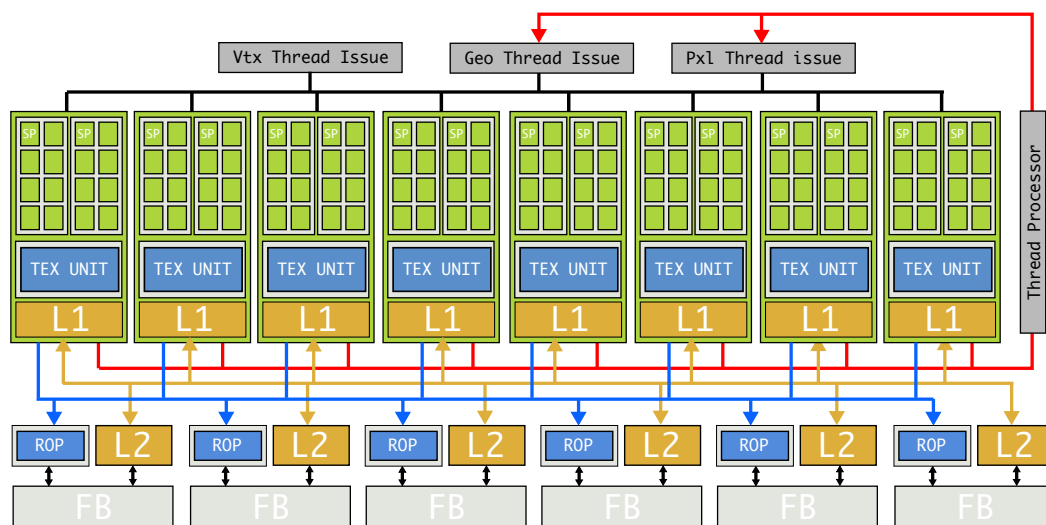 Vtx Thread Issue
Geo Thread Issue
Pxl Thread issue
SP SP SP SP SP SP SP SP SP SP SP SP SP SP SP SP
Thread Processor
TEX UNIT TEX UNIT TEX UNIT TEX UNIT TEX UNIT TEX UNIT TEX UNIT TEX UNIT
L1 L1 L1 L1 L1 L1 L1 L1
ROP L2 ROP L2 ROP L2 ROP L2 ROP L2 ROP L2
FB FB FB FB FB FB